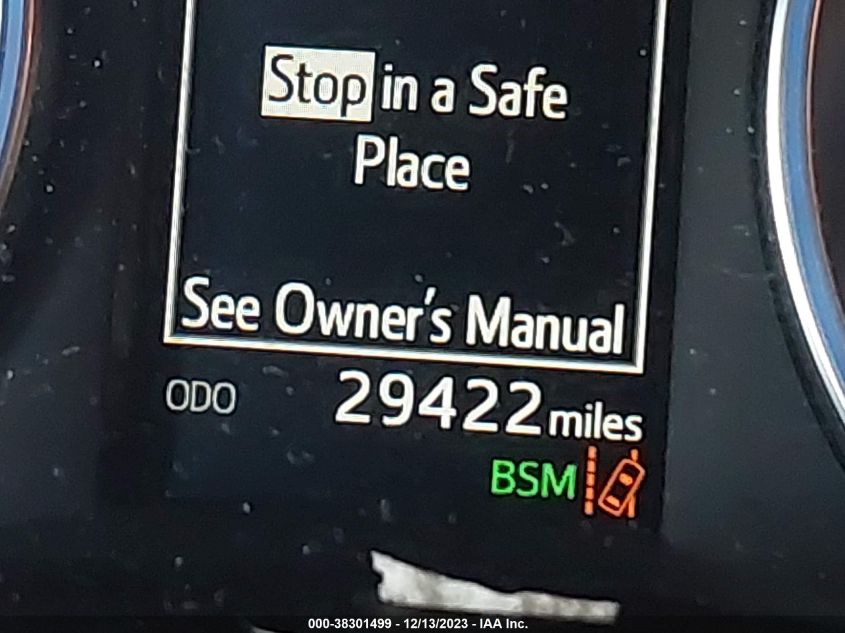 Stop in a Safe
Place
See Owner's Manual
ODO 29422 miles
BSM
000-38301499 - 12/13/2023 - IAA Inc.